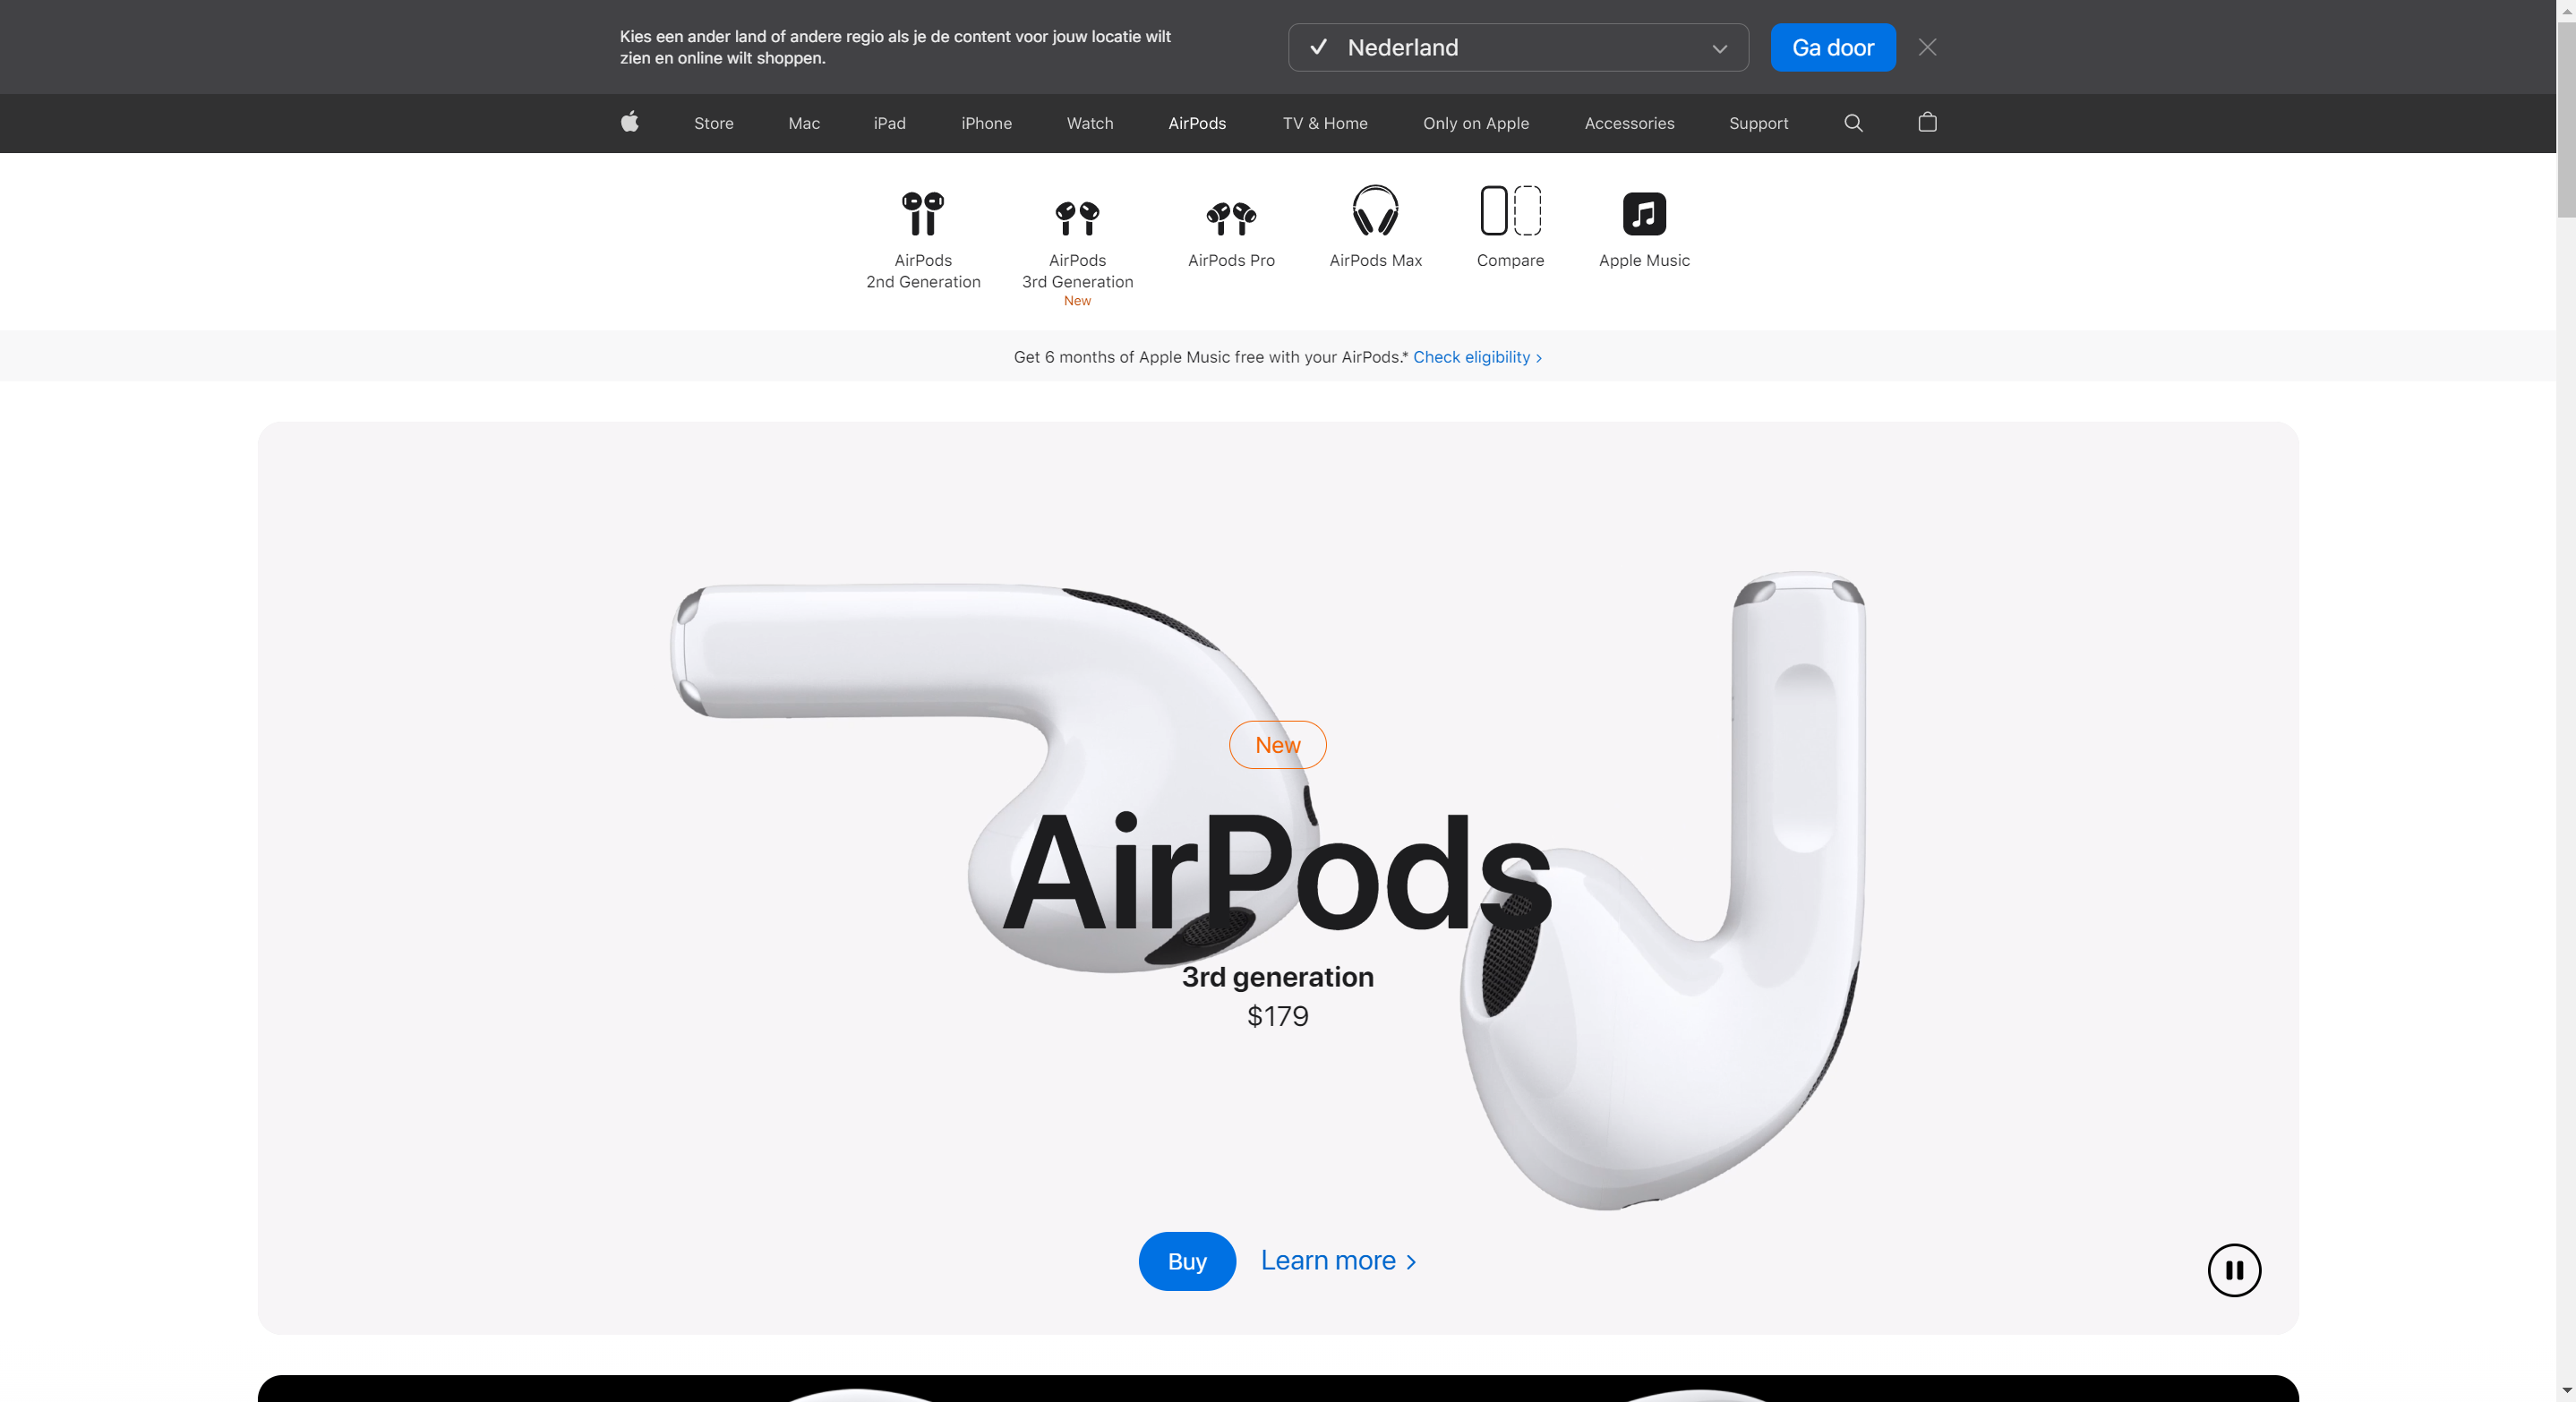 Kies een ander land of andere regio als je de content voor jouw locatie wilt
zien en online wilt shoppen.
Nederland
Ga door
Store Mac iPad iPhone Watch AirPods TV & Home Only on Apple Accessories Support
AirPods
2nd Generation
AirPods
3rd Generation
New
AirPods Pro
AirPods Max
Compare
Apple Music
Get 6 months of Apple Music free with your AirPods.* Check eligibility >
New
AirPods
3rd generation
$179
Buy Learn more >